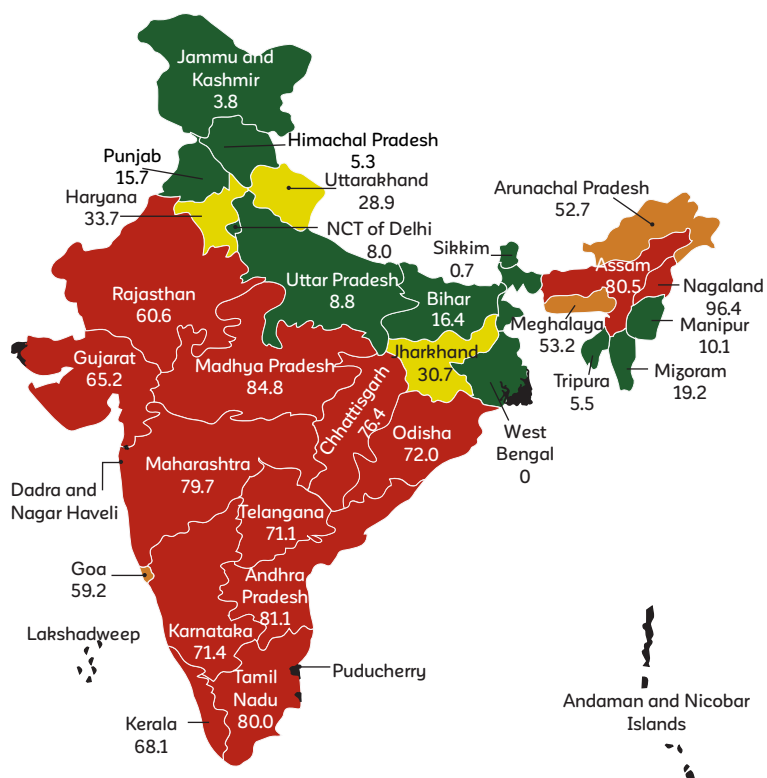 Jammu and
Kashmir
3.8
Himachal Pradesh
5.3
Punjab
15.7
Uttarakhand
28.9
Haryana
33.7
NCT of Delhi
8.0
Arunachal Pradesh
52.7
Sikkim
0.7
Assam
80.5
Nagaland
96.4
Rajasthan
60.6
Uttar Pradesh
8.8
Bihar
16.4
Meghalaya
53.2
Manipur
10.1
Gujarat
65.2
Madhya Pradesh
84.8
Jharkhand
30.7
Tripura
5.5
Mizoram
19.2
Chhattisgarh
76.4
Odisha
72.0
West
Bengal
0
Maharashtra
79.7
Dadra and
Nagar Haveli
Telangana
71.1
Goa
59.2
Andhra
Pradesh
81.1
Lakshadweep
Karnataka
71.4
Tamil
Nadu
80.0
Puducherry
Kerala
68.1
Andaman and Nicobar
Islands